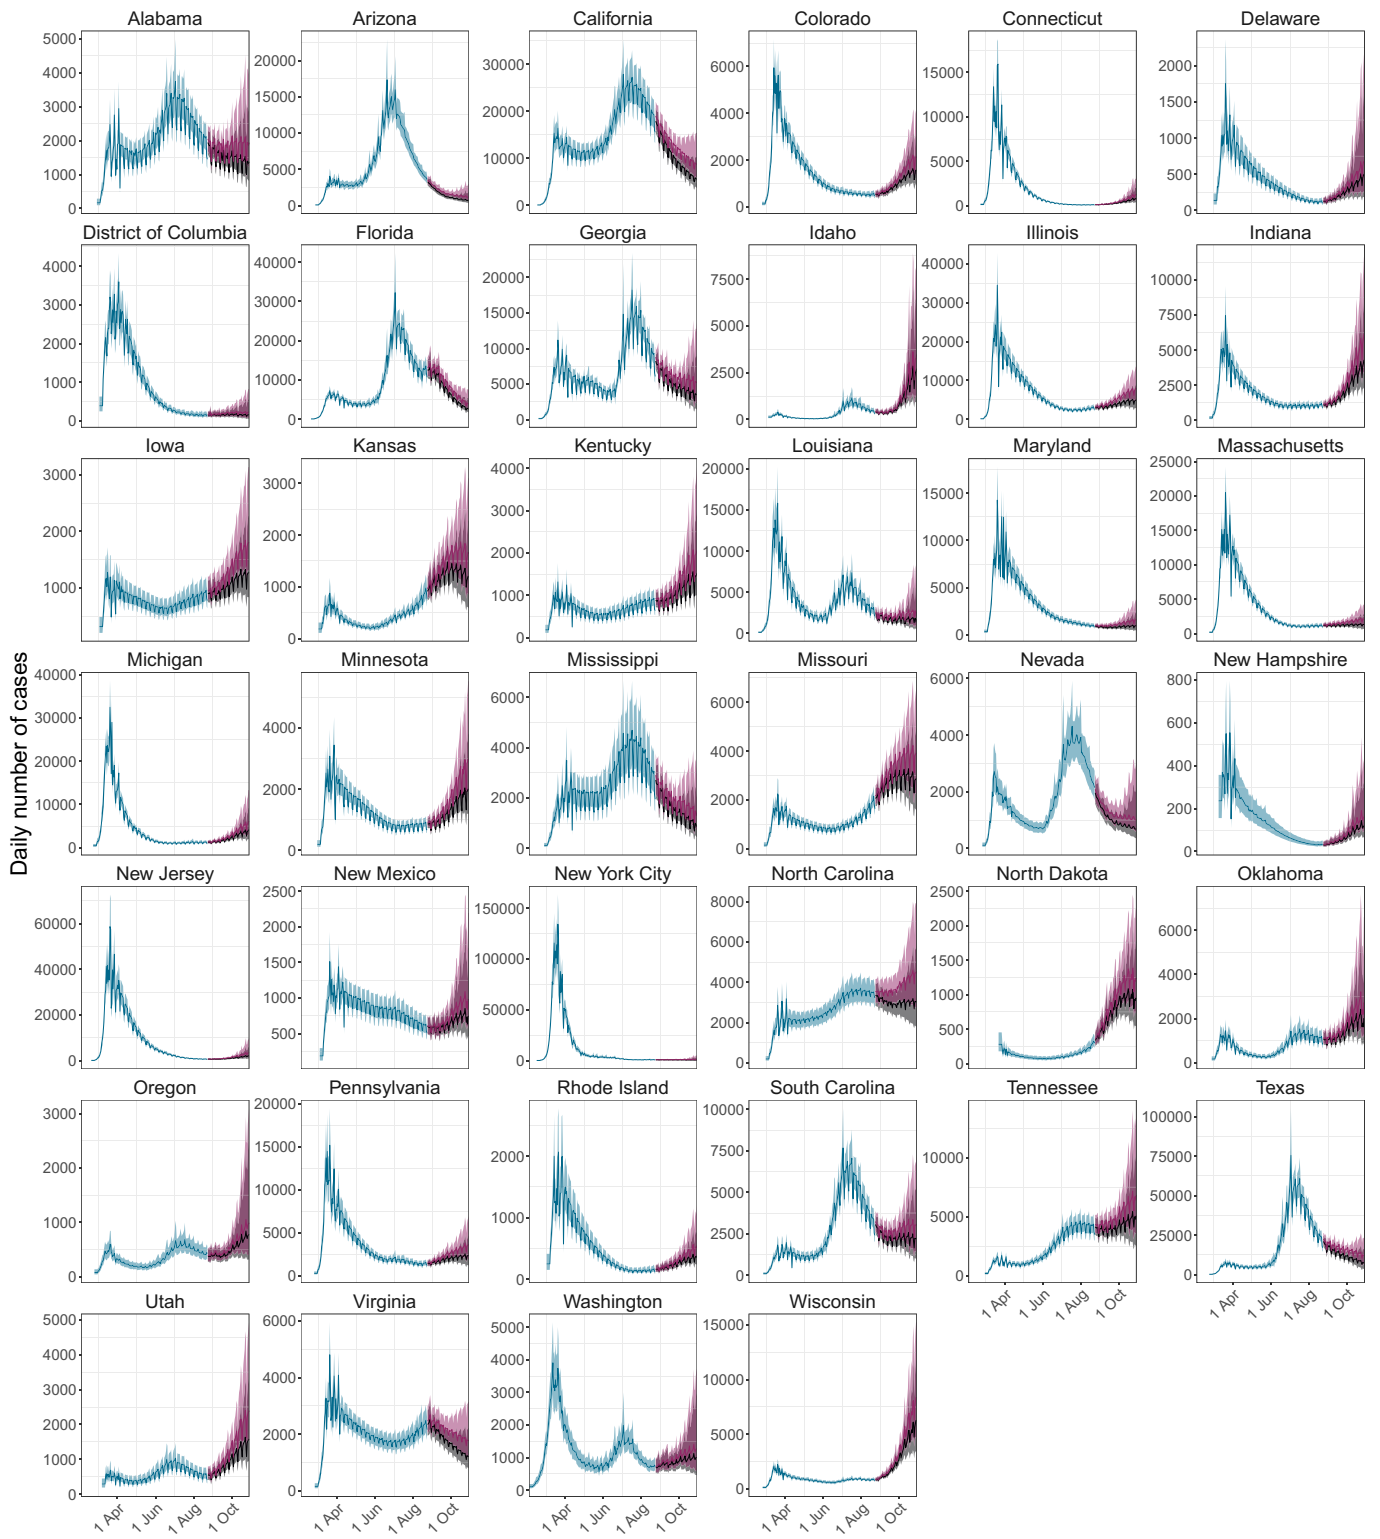 Daily number of cases
Alabama
5000
4000
3000
2000
1000
0
Arizona
20000
15000
10000
5000
0
California
30000
20000
10000
0
Colorado
6000
4000
2000
0
Connecticut
15000
10000
5000
0
Delaware
2000
1500
1000
500
0
District of Columbia
4000
3000
2000
1000
0
Florida
40000
30000
20000
10000
0
Georgia
20000
15000
10000
5000
0
Idaho
7500
5000
2500
0
Illinois
40000
30000
20000
10000
0
Indiana
10000
7500
5000
2500
0
Iowa
3000
2000
1000
Kansas
3000
2000
1000
0
Kentucky
4000
3000
2000
1000
0
Louisiana
20000
15000
10000
5000
0
Maryland
15000
10000
5000
0
Massachusetts
25000
20000
15000
10000
5000
0
Michigan
40000
30000
20000
10000
0
Minnesota
4000
2000
0
Mississippi
6000
4000
2000
0
Missouri
6000
4000
2000
0
Nevada
6000
4000
2000
0
New Hampshire
800
600
400
200
0
New Jersey
60000
40000
20000
0
New Mexico
2500
2000
1500
1000
500
New York City
150000
100000
50000
0
North Carolina
8000
6000
4000
2000
0
North Dakota
2500
2000
1500
1000
500
0
Oklahoma
6000
4000
2000
0
Oregon
3000
2000
1000
0
Pennsylvania
20000
15000
10000
5000
0
Rhode Island
2000
1000
0
South Carolina
10000
7500
5000
2500
0
Tennessee
10000
5000
0
1 Apr
1 Jun
1 Aug
1 Oct
Texas
100000
75000
50000
25000
0
1 Apr
1 Jun
1 Aug
1 Oct
Utah
5000
4000
3000
2000
1000
0
1 Apr
1 Jun
1 Aug
1 Oct
Virginia
6000
4000
2000
0
1 Apr
1 Jun
1 Aug
1 Oct
Washington
5000
4000
3000
2000
1000
0
1 Apr
1 Jun
1 Aug
1 Oct
Wisconsin
15000
10000
5000
0
1 Apr
1 Jun
1 Aug
1 Oct